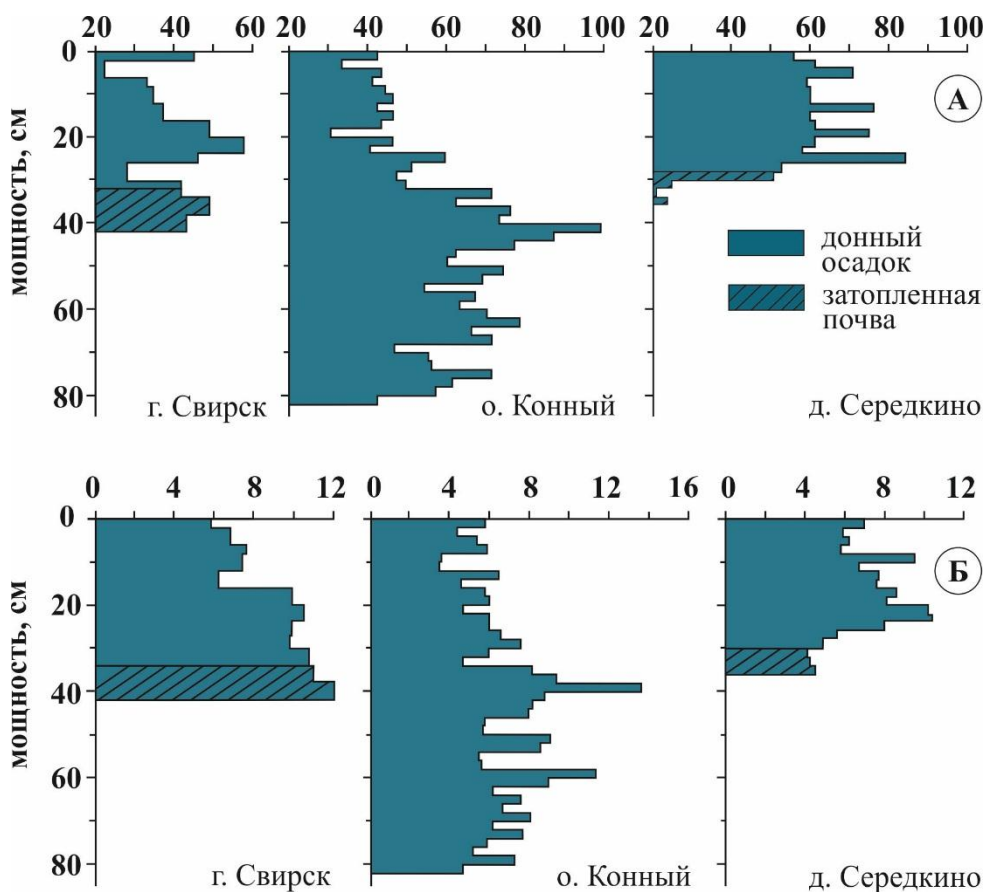 20 40 60 20 40 60 80 100 20 40 60 80 100
0
20
40
60
80
мощность, см
А
донный
осадок
затопленная
почва
г. Свирск о. Конный д. Середкино
0 4 8 12 0 4 8 12 16 0 4 8 12
0
20
40
60
80
мощность, см
Б
г. Свирск о. Конный д. Середкино